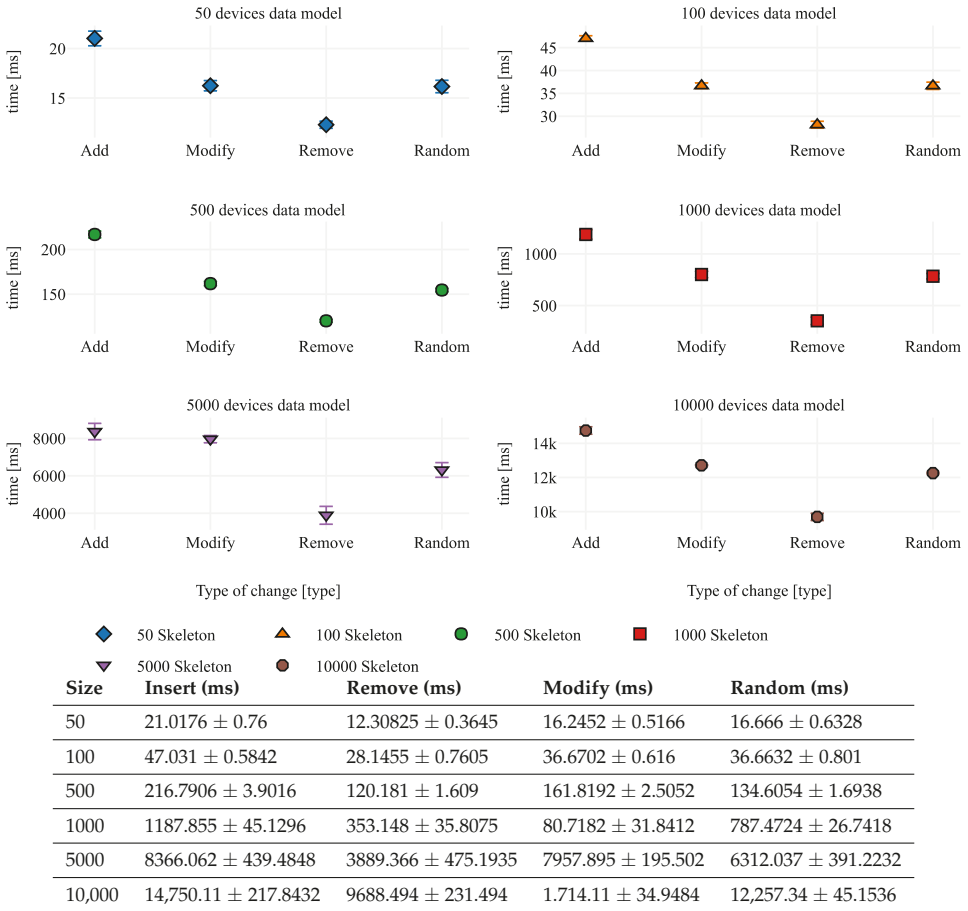 50 devices data model
100 devices data model
time [ms]
20
15
Add
Modify
Remove
Random
time [ms]
45
40
35
30
Add
Modify
Remove
Random
500 devices data model
1000 devices data model
time [ms]
200
150
Add
Modify
Remove
Random
time [ms]
1000
500
Add
Modify
Remove
Random
5000 devices data model
10000 devices data model
time [ms]
8000
6000
4000
Add
Modify
Remove
Random
time [ms]
14k
12k
10k
Add
Modify
Remove
Random
Type of change [type]
Type of change [type]
50 Skeleton
100 Skeleton
500 Skeleton
1000 Skeleton
5000 Skeleton
10000 Skeleton
Size Insert (ms) Remove (ms) Modify (ms) Random (ms)
50 21.0176 ± 0.76 12.30825 ± 0.3645 16.2452 ± 0.5166 16.666 ± 0.6328
100 47.031 ± 0.5842 28.1455 ± 0.7605 36.6702 ± 0.616 36.6632 ± 0.801
500 216.7906 ± 3.9016 120.181 ± 1.609 161.8192 ± 2.5052 134.6054 ± 1.6938
1000 1187.855 ± 45.1296 353.148 ± 35.8075 80.7182 ± 31.8412 787.4724 ± 26.7418
5000 8366.062 ± 439.4848 3889.366 ± 475.1935 7957.895 ± 195.502 6312.037 ± 391.2232
10,000 14,750.11 ± 217.8432 9688.494 ± 231.494 1.714.11 ± 34.9484 12,257.34 ± 45.1536